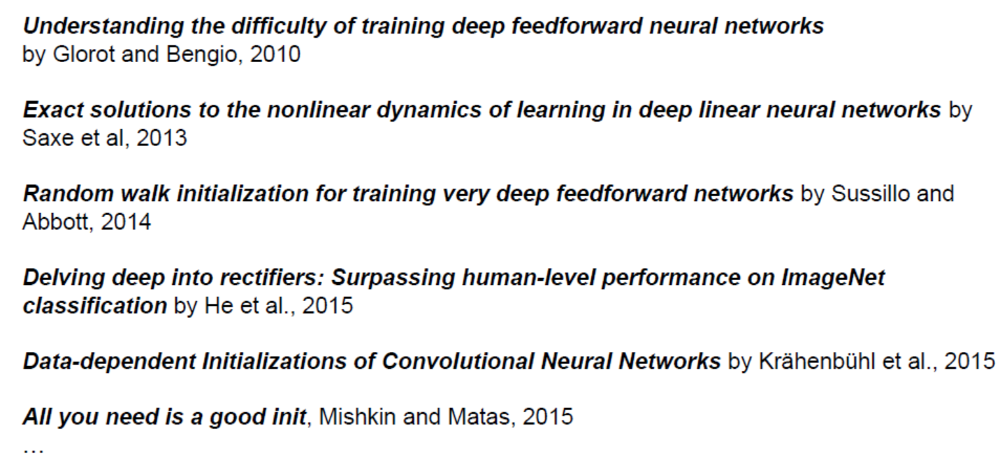 Understanding the difficulty of training deep feedforward neural networks
by Glorot and Bengio, 2010
Exact solutions to the nonlinear dynamics of learning in deep linear neural networks by
Saxe et al, 2013
Random walk initialization for training very deep feedforward networks by Sussillo and
Abbott, 2014
Delving deep into rectifiers: Surpassing human-level performance on ImageNet
classification by He et al., 2015
Data-dependent Initializations of Convolutional Neural Networks by Krähenbühl et al., 2015
All you need is a good init, Mishkin and Matas, 2015
…